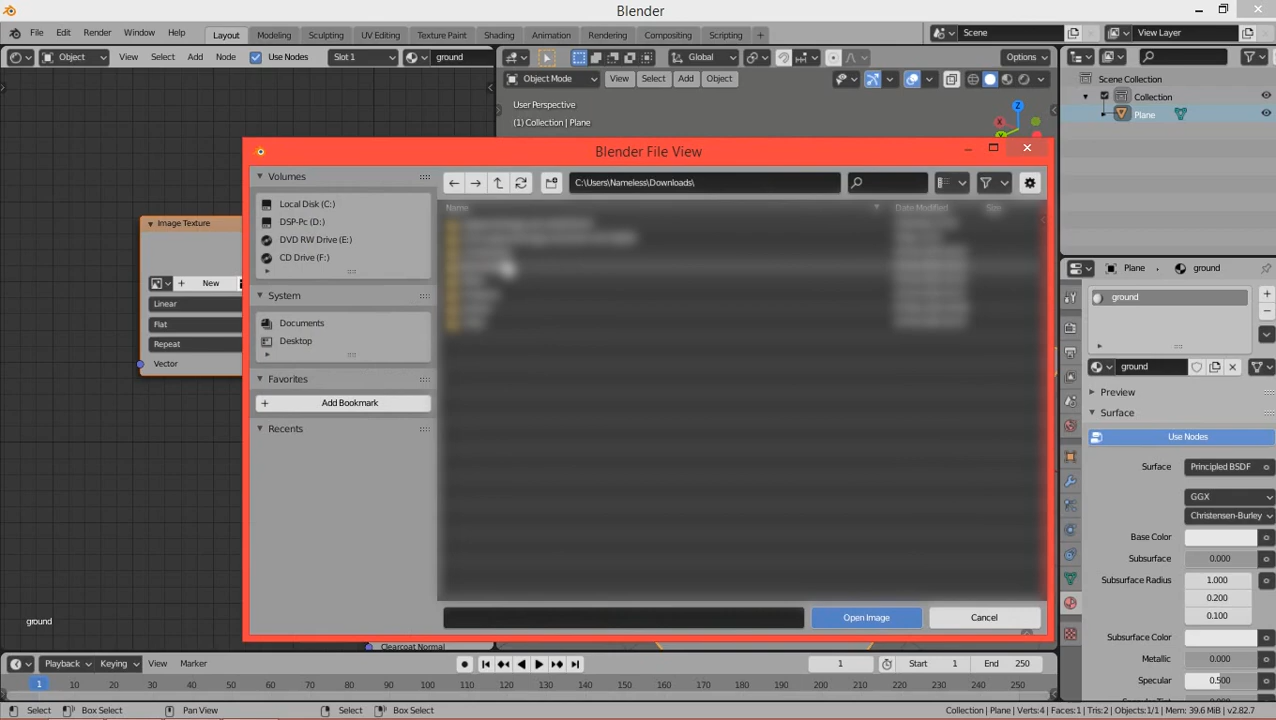 Blender
File Edit Render Window Help Layout Modeling Sculpting UV Editing Texture Paint Shading Animation Rendering Compositing Scripting + Scene View Layer
Object View Select Add Node Use Nodes Slot 1 ground Global Options
Object Mode View Select Add Object
User Perspective
(1) Collection | Plane
Z
X
Scene Collection
Collection
Plane
Image Texture
New
Linear
Flat
Repeat
Vector
ground
Clearcoat Normal
Blender File View
Volumes
Local Disk (C:)
DSP-Pc (D:)
DVD RW Drive (E:)
CD Drive (F:)
System
Documents
Desktop
Favorites
Add Bookmark
Recents
C:\Users\Nameless\Downloads\
Name Date Modified Size
Open Image Cancel
Plane ground
ground
ground
Preview
Surface
Use Nodes
Surface Principled BSDF
GGX
Christensen-Burley
Base Color
Subsurface 0.000
Subsurface Radius 1.000
0.200
0.100
Subsurface Color
Metallic 0.000
Specular 0.500
Playback Keying View Marker 1 Start 1 End 250
1 10 20 30 40 50 60 70 80 90 100 110 120 130 140 150 160 170 180 190 200 210 220 230 240 250
Select Box Select Pan View Select Box Select Collection | Plane | Verts:4 | Faces:1 | Tris:2 | Objects:1/1 | Mem: 39.6 MiB | v2.82.7